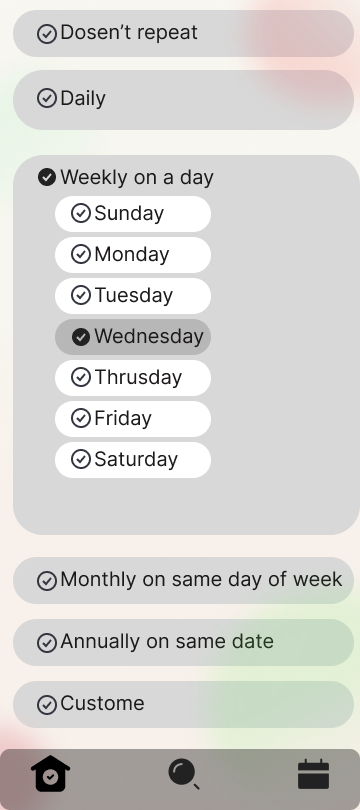 Dosen’t repeat
Daily
Weekly on a day
Sunday
Monday
Tuesday
Wednesday
Thrusday
Friday
Saturday
Monthly on same day of week
Annually on same date
Custome